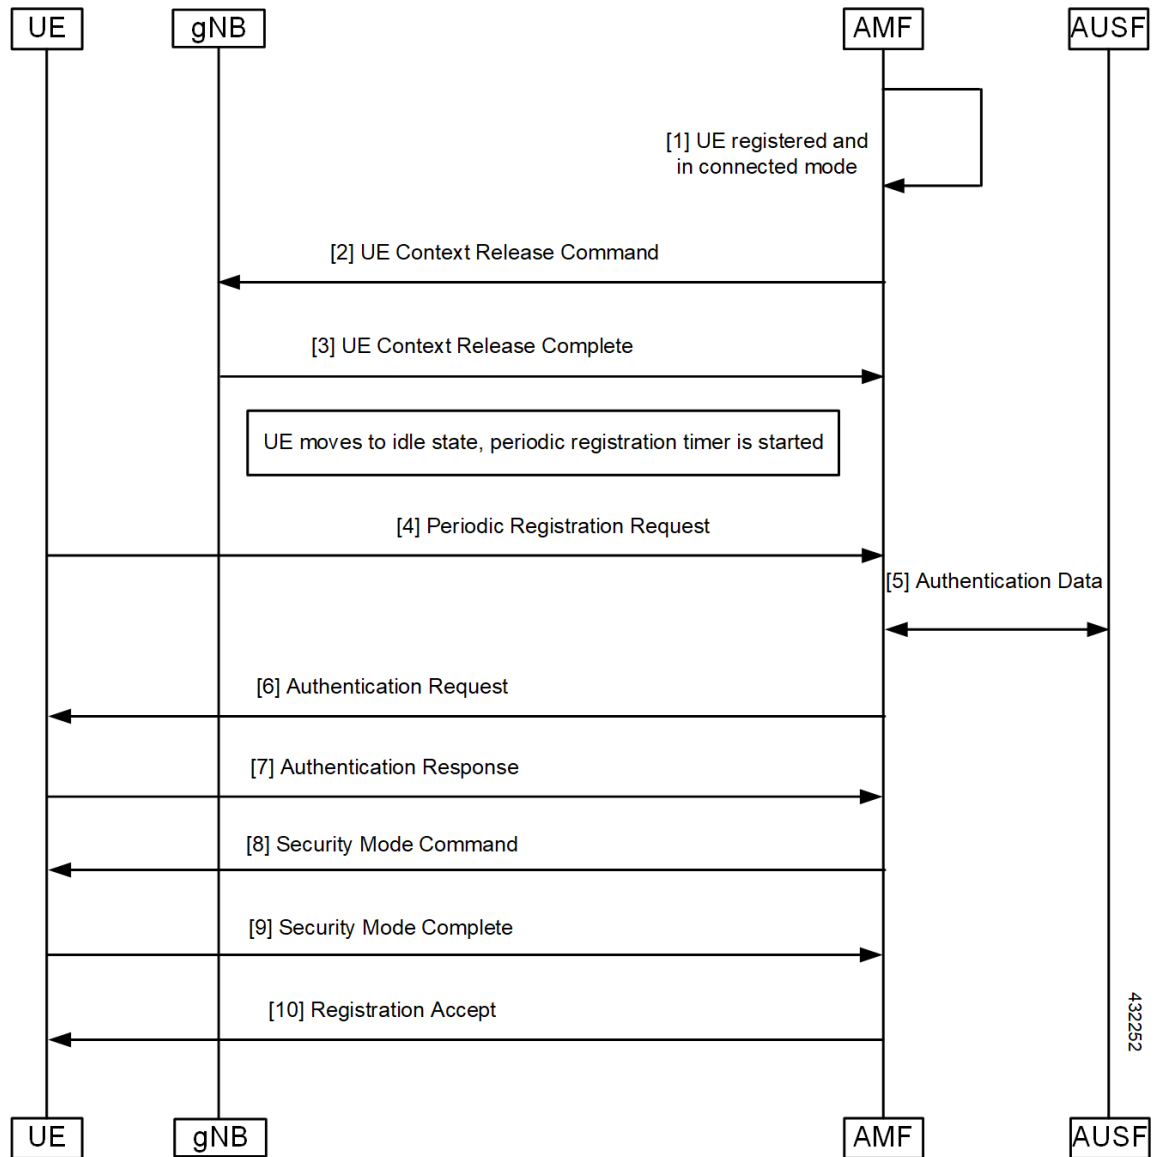 UE
gNB
AMF
AUSF
[1] UE registered and
in connected mode
[2] UE Context Release Command
[3] UE Context Release Complete
UE moves to idle state, periodic registration timer is started
[4] Periodic Registration Request
[5] Authentication Data
[6] Authentication Request
[7] Authentication Response
[8] Security Mode Command
[9] Security Mode Complete
[10] Registration Accept
432252
UE
gNB
AMF
AUSF